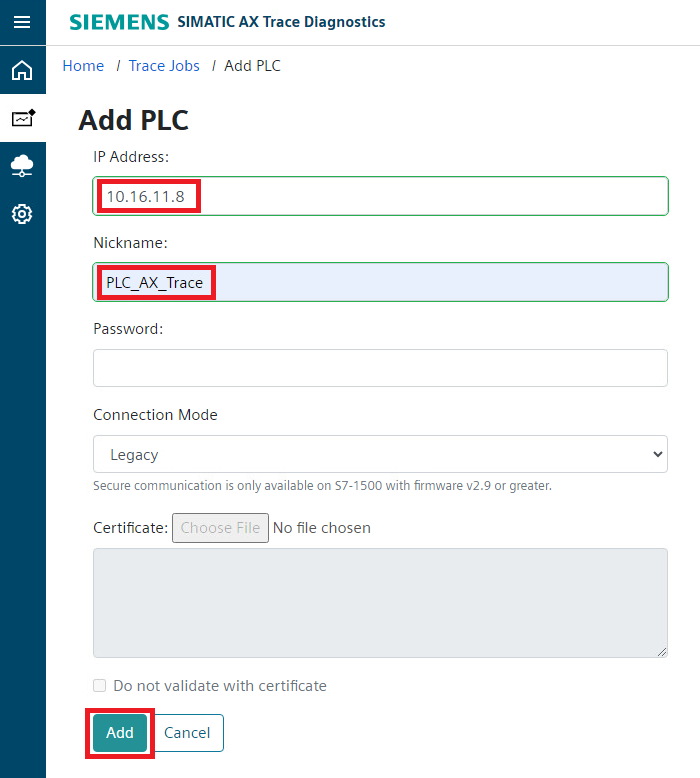 SIEMENS SIMATIC AX Trace Diagnostics
Home / Trace Jobs / Add PLC
Add PLC
IP Address:
10.16.11.8
Nickname:
PLC_AX_Trace
Password:
Connection Mode
Legacy
Secure communication is only available on S7-1500 with firmware v2.9 or greater.
Certificate: Choose File No file chosen
Do not validate with certificate
Add Cancel